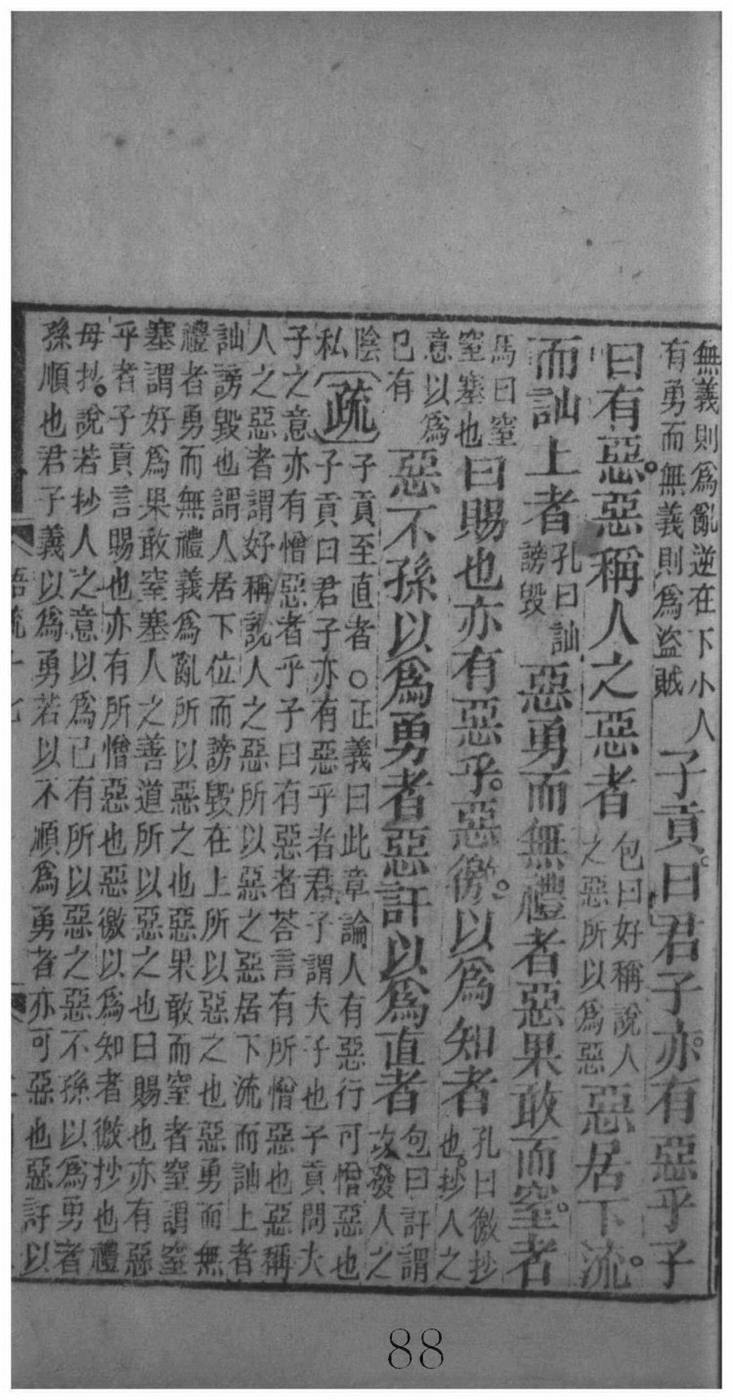 無義則爲亂逆在下小人
有勇而無義則爲盜賊
子貢曰君子亦有惡乎子
曰有惡惡稱人之惡者
包曰好稱說人
之惡所以爲惡
惡居下流
而訕上者
孔曰訕
謗毁
惡勇而無禮者惡果敢而窒者
馬曰窒
窒塞也
曰賜也亦有惡乎惡徼以爲知者
孔曰徼抄
也抄人之
意以爲
已有
惡不孫以爲勇者惡訐以爲直者
包曰訐謂
攻發人之
陰
私
疏
子貢至直者○正義曰此章論人有惡行可憎惡也
子貢曰君子亦有惡乎者君子謂夫子也子貢問夫
子之意亦有憎惡者乎子曰有惡者荅言有所憎惡也惡稱
人之惡者謂好稱說人之惡所以惡之惡居下流而訕上者
訕謗毁也謂人居下位而謗毁在上所以惡之也惡勇而無
禮者勇而無禮義爲亂所以惡之也惡果敢而窒者窒謂窒
塞謂好爲果敢窒塞人之善道所以惡之也曰賜也亦有惡
乎者子貢言賜也亦有所憎惡也惡徼以爲知者徼抄也禮
毋抄說若抄人之意以爲已有所以惡之惡不孫以爲勇者
孫順也君子義以爲勇若以不順爲勇者亦可惡也惡訐以
語疏十七
88